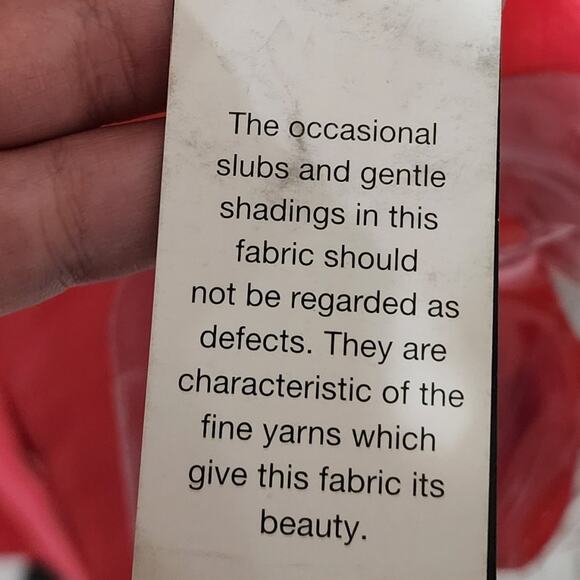 The occasional
slubs and gentle
shadings in this
fabric should
not be regarded as
defects. They are
characteristic of the
fine yarns which
give this fabric its
beauty.